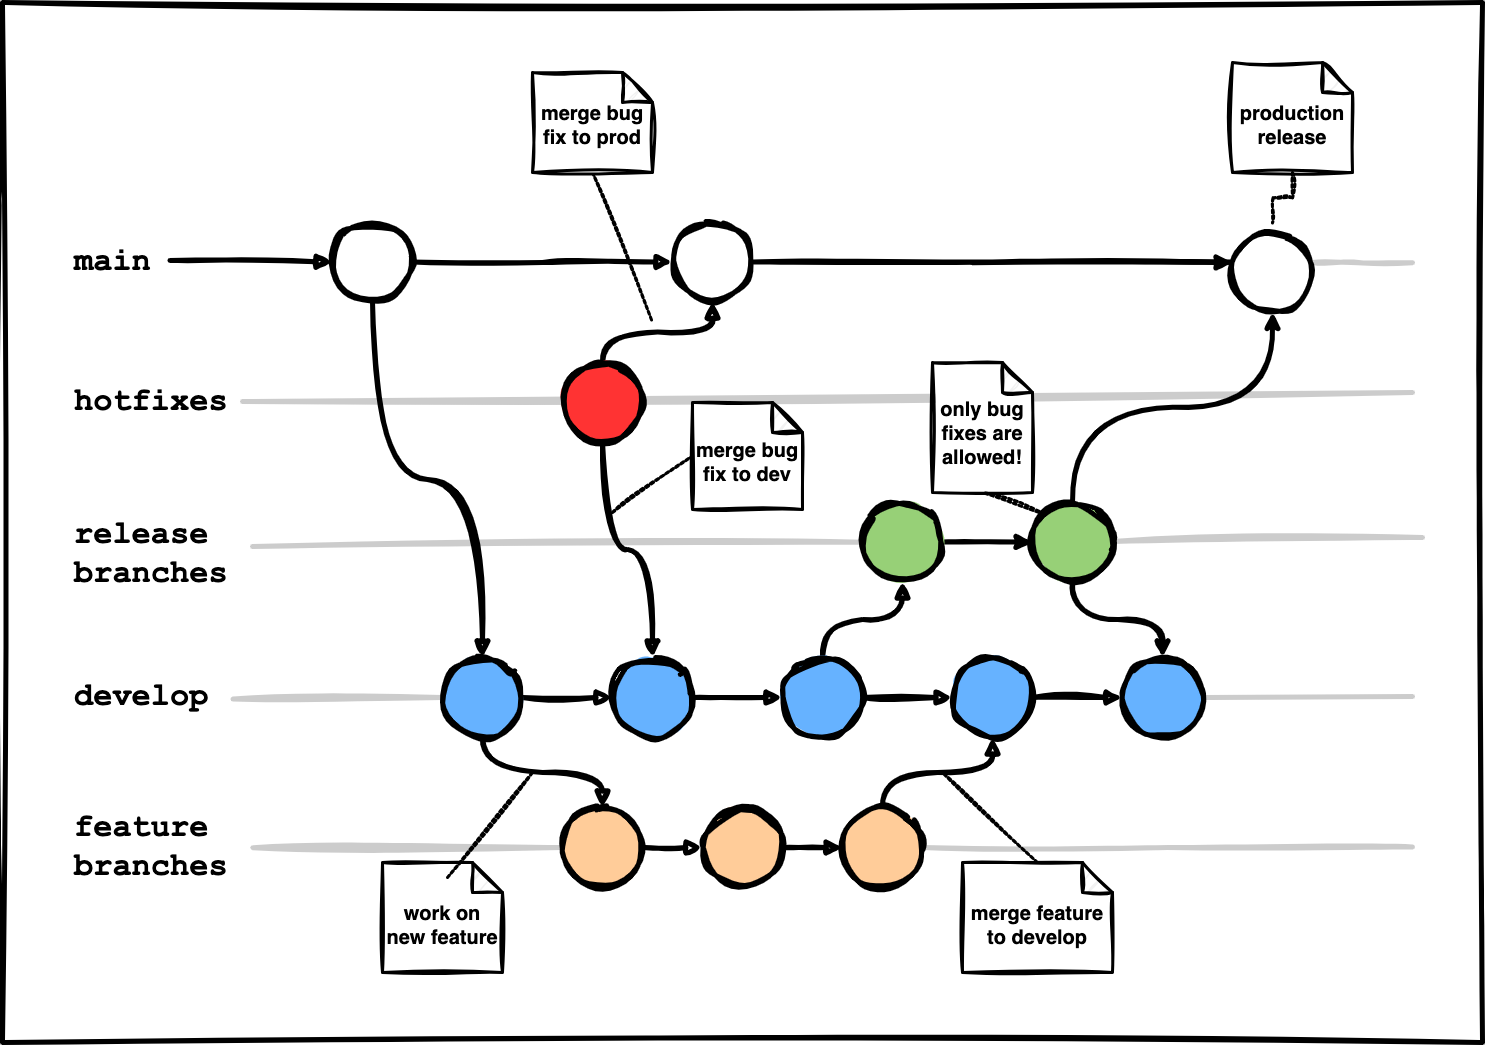 merge bug
fix to prod
production
release
main
hotfixes
only bug
fixes are
allowed!
merge bug
fix to dev
release
branches
develop
feature
branches
work on
new feature
merge feature
to develop